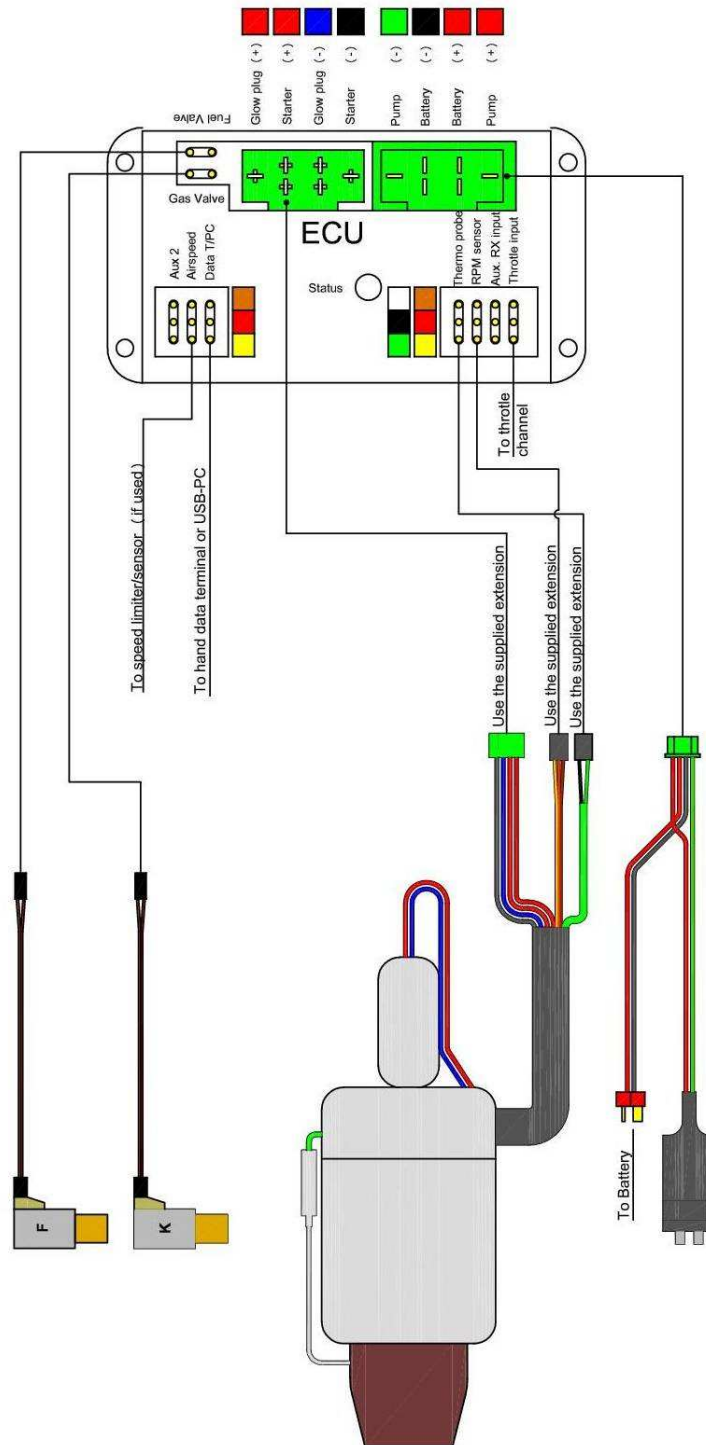 Glow plug (+)
Starter (+)
Glow plug (-)
Starter (-)
Pump (-)
Battery (-)
Battery (+)
Pump (+)
Fuel Valve
Gas Valve
ECU
Aux 2
Airspeed
Data T/PC
Status
Thermo probe
RPM sensor
Aux. RX input
Throttle input
To throttle
channel
To speed limiter/sensor (if used)
To hand data terminal or USB-PC
Use the supplied extension
Use the supplied extension
Use the supplied extension
To Battery
F
K